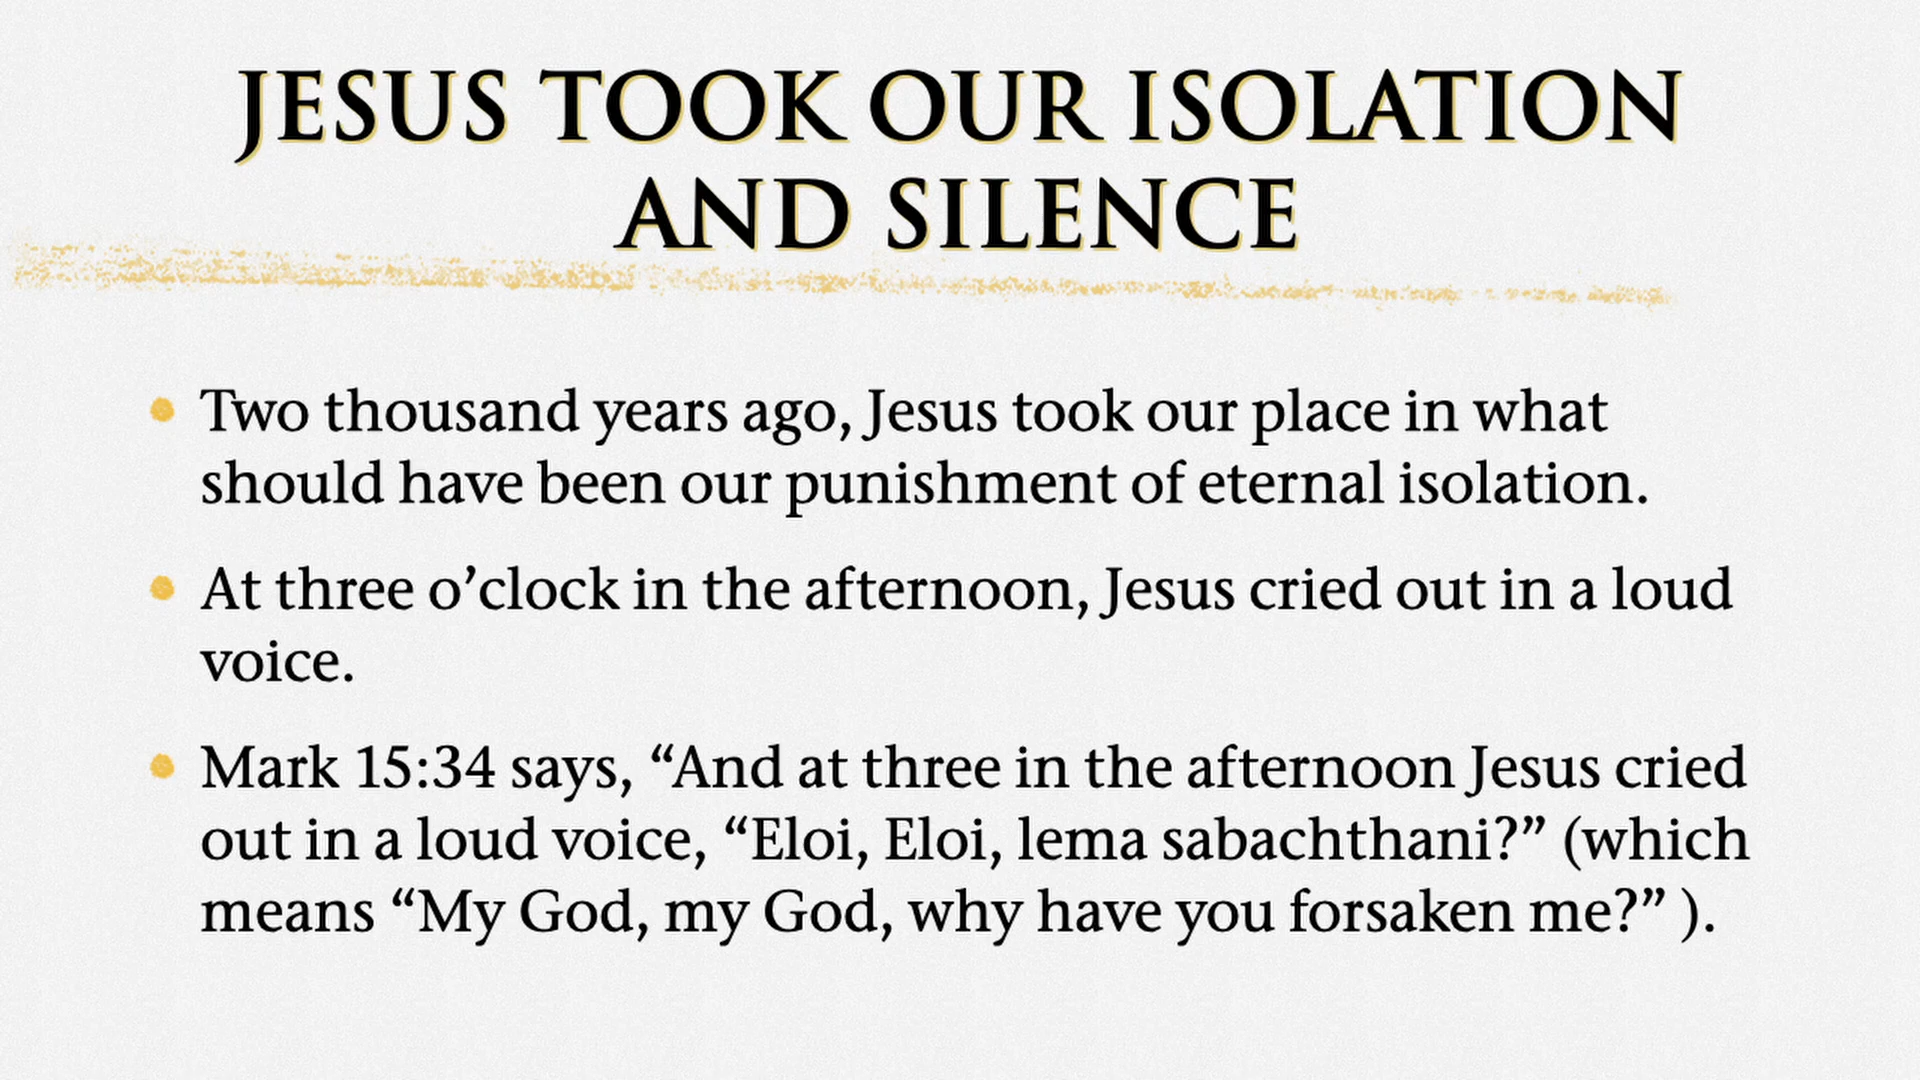 JESUS TOOK OUR ISOLATION
AND SILENCE
• Two thousand years ago, Jesus took our place in what
should have been our punishment of eternal isolation.
• At three o’clock in the afternoon, Jesus cried out in a loud
voice.
• Mark 15:34 says, “And at three in the afternoon Jesus cried
out in a loud voice, “Eloi, Eloi, lema sabachthani?” (which
means “My God, my God, why have you forsaken me?” ).